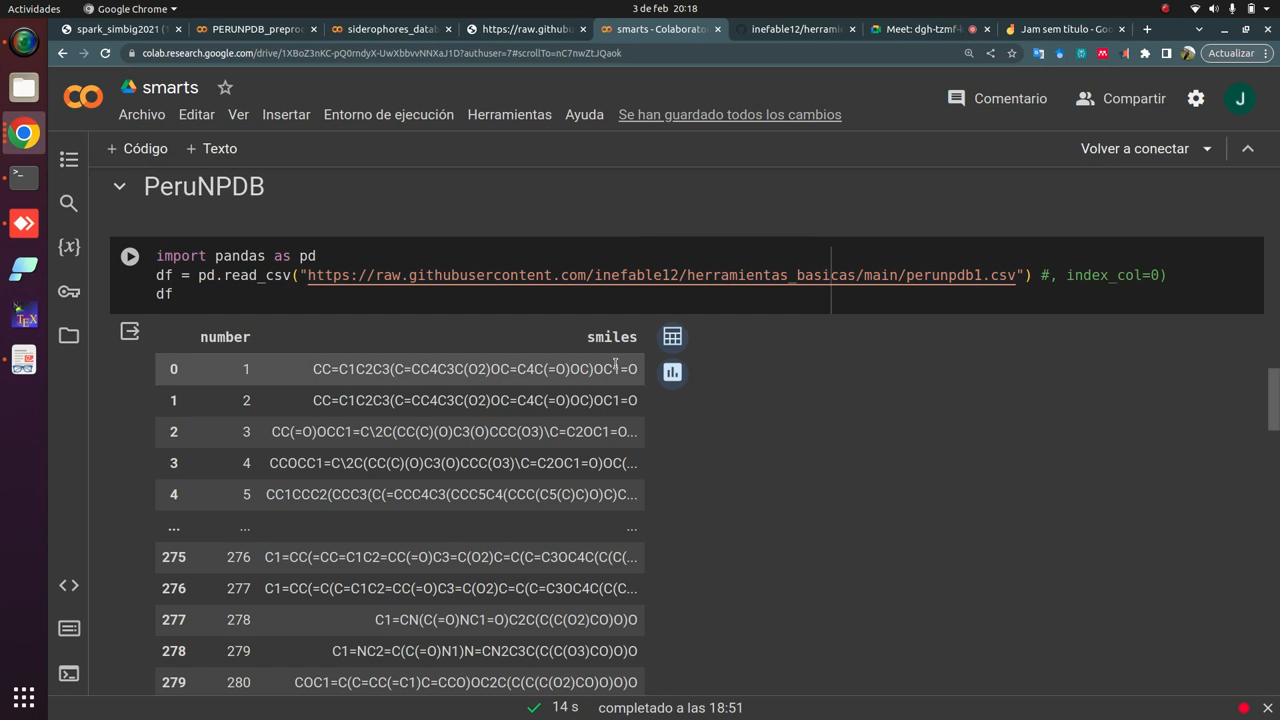 Actividades
Google Chrome
3 de feb 20:18
spark_simbig2021 (1
PERUNPDB_preproc
siderophores_datab
https://raw.githubus
smarts - Colaborato
inefable12/herramie
Meet: dgh-tzmf-
Jam sem título - Goo
colab.research.google.com/drive/1XBoZ3nKC-pQ0rndyX-UwXbbvvNNXaJ1D?authuser=7#scrollTo=nC7nwZtJQaok
Actualizar
smarts
Archivo Editar Ver Insertar Entorno de ejecución Herramientas Ayuda Se han guardado todos los cambios
Comentario
Compartir
J
+ Código + Texto
Volver a conectar
PeruNPDB
import pandas as pd
df = pd.read_csv("https://raw.githubusercontent.com/inefable12/herramientas_basicas/main/perunpdb1.csv") #, index_col=0)
df
number smiles
0 1 CC=C1C2C3(C=CC4C3C(O2)OC=C4C(=O)OC)OC1=O
1 2 CC=C1C2C3(C=CC4C3C(O2)OC=C4C(=O)OC)OC1=O
2 3 CC(=O)OCC1=C\2C(CC(C)(O)C3(O)CCC(O3)\C=C2OC1=O...
3 4 CCOCC1=C\2C(CC(C)(O)C3(O)CCC(O3)\C=C2OC1=O)OC(...
4 5 CC1CCC2(CCC3(C(=CCC4C3(CCC5C4(CCC(C5(C)C)O)C)C...
... ... ...
275 276 C1=CC(=CC=C1C2=CC(=O)C3=C(O2)C=C(C=C3OC4C(C(C(...
276 277 C1=CC(=C(C=C1C2=CC(=O)C3=C(O2)C=C(C=C3OC4C(C(C...
277 278 C1=CN(C(=O)NC1=O)C2C(C(C(O2)CO)O)O
278 279 C1=NC2=C(C(=O)N1)N=CN2C3C(C(C(O3)CO)O)O
279 280 COC1=C(C=CC(=C1)C=CCO)OC2C(C(C(C(O2)CO)O)O)O
14 s completado a las 18:51